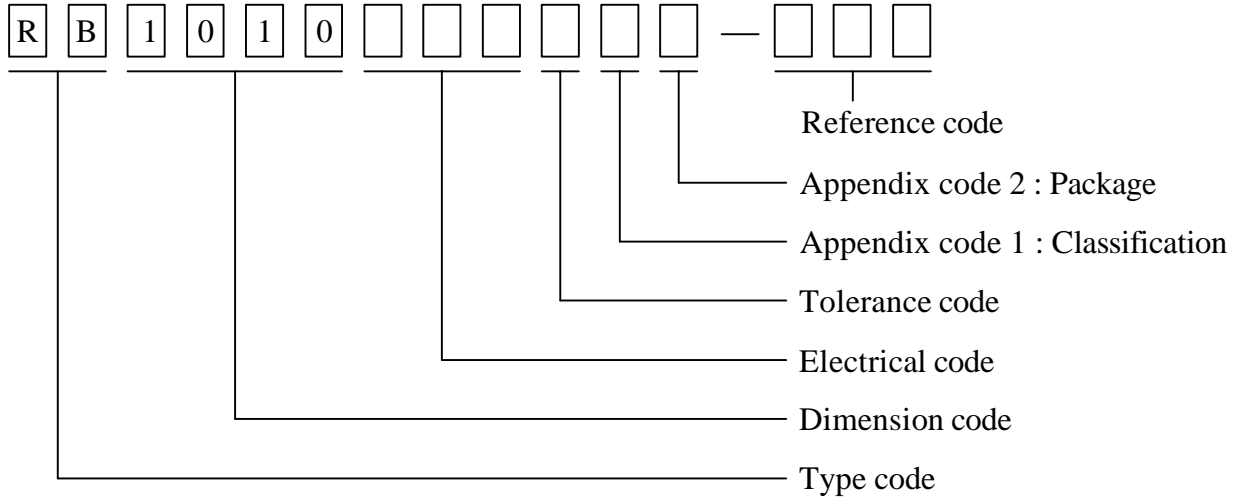 R B 1 0 1 0 —
Reference code
Appendix code 2 : Package
Appendix code 1 : Classification
Tolerance code
Electrical code
Dimension code
Type code